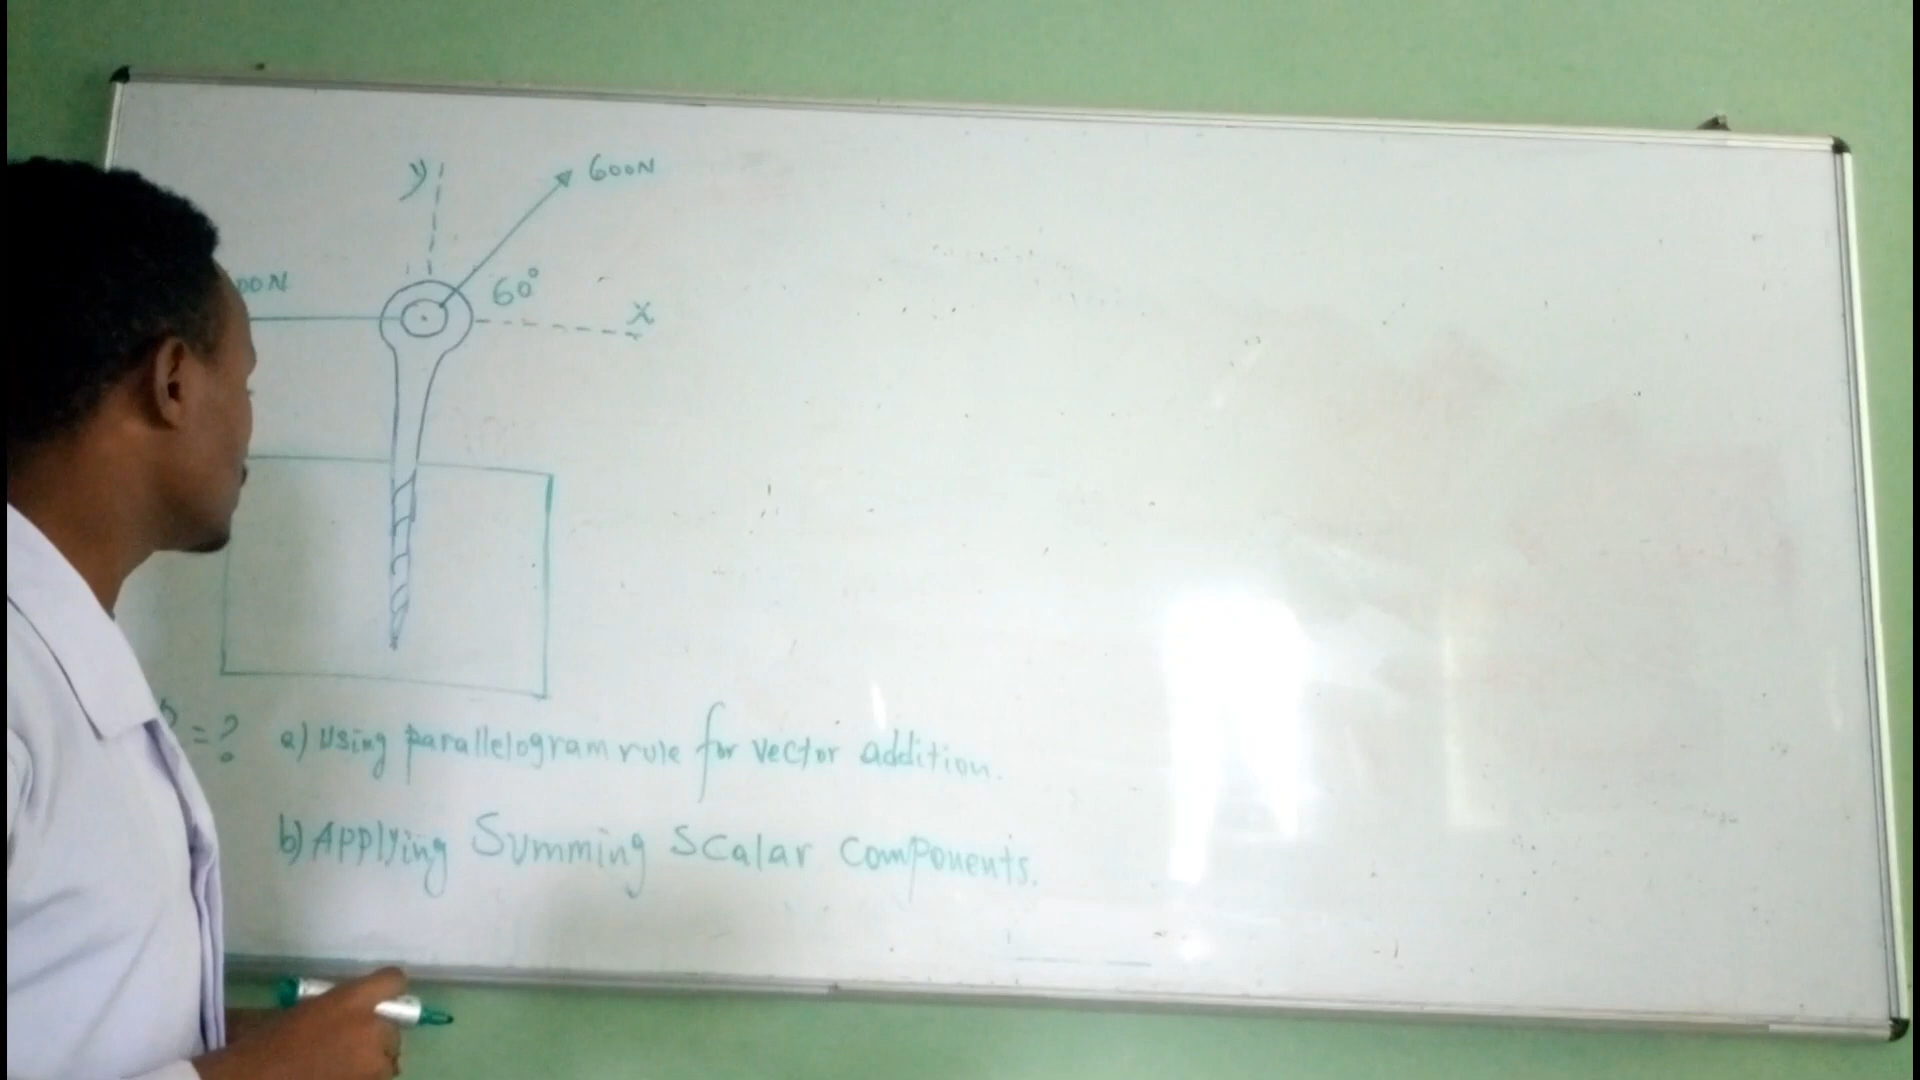 y
600N
00N
60°
x
= ?
a) Using parallelogram rule for vector addition.
b) Applying Summing Scalar Components.